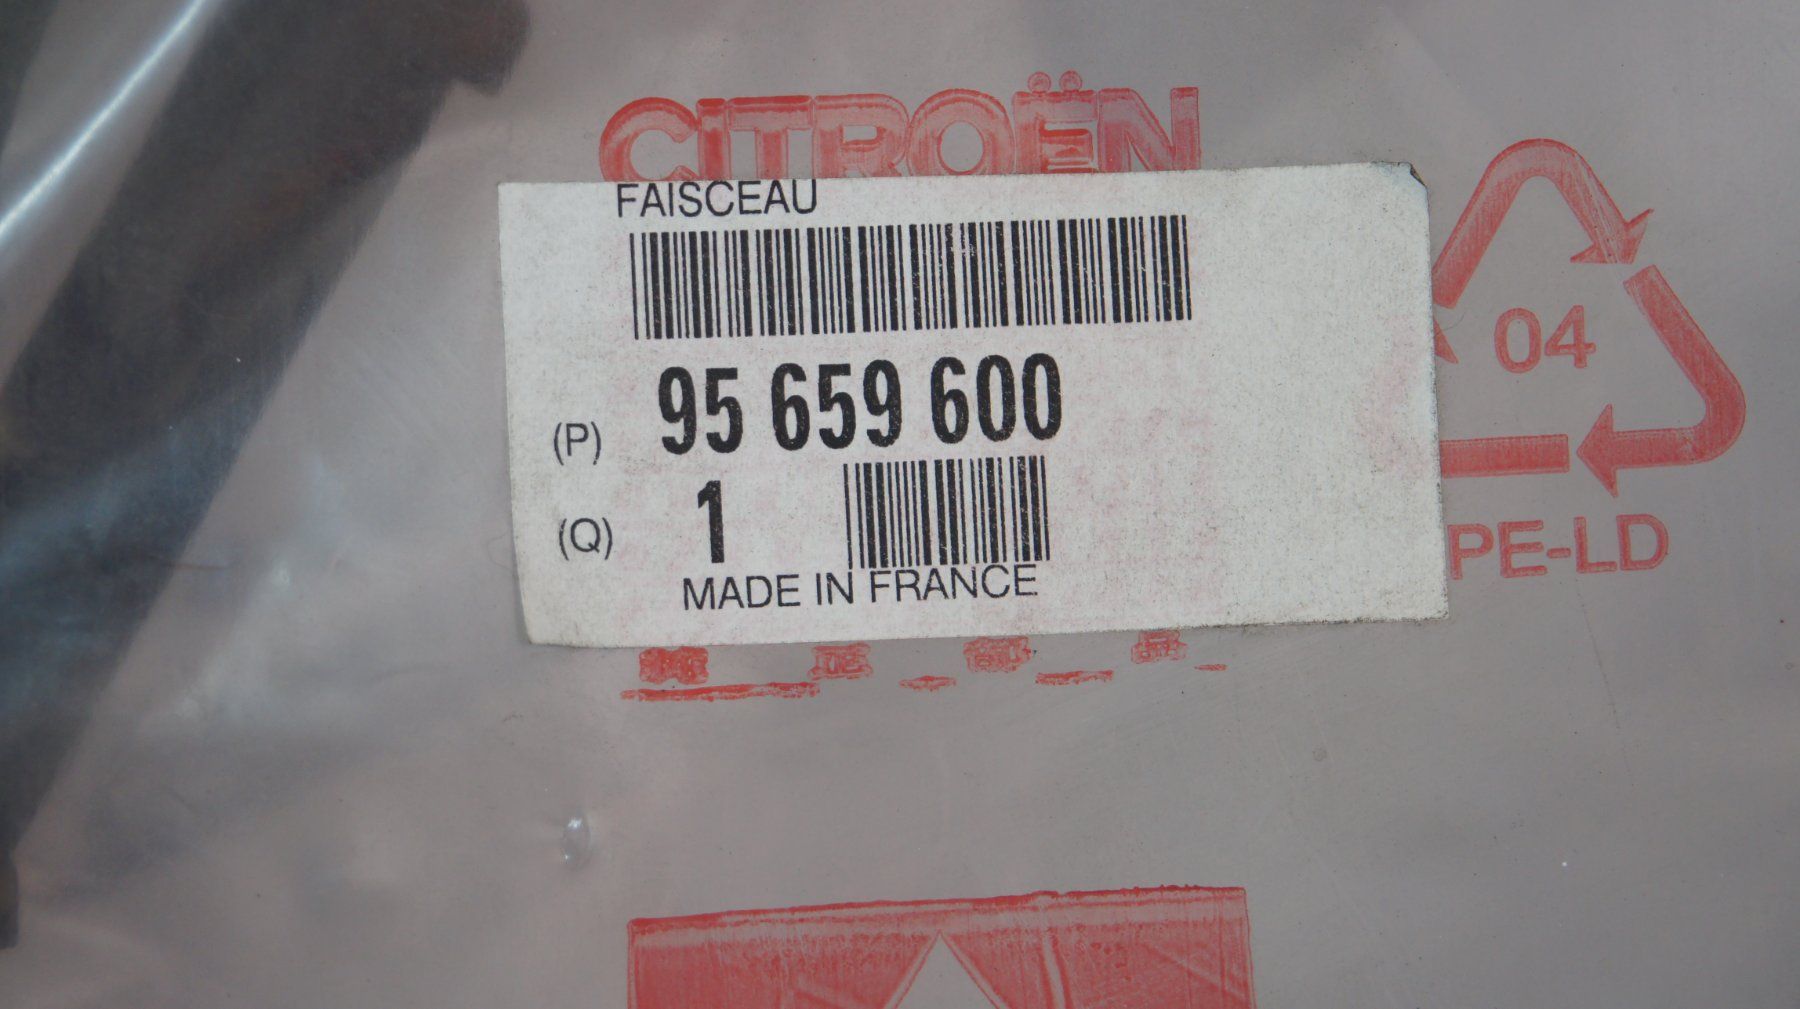 CITROËN
FAISCEAU
(P) 95 659 600
(Q) 1
MADE IN FRANCE
04
PE-LD